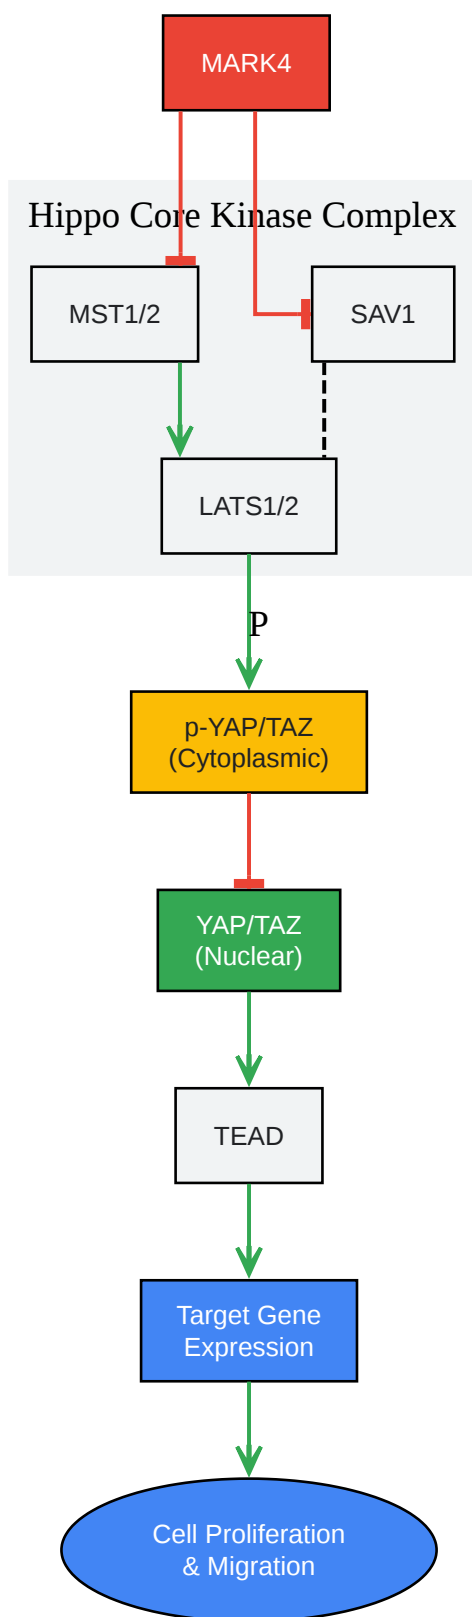 MARK4
Hippo Core Kinase Complex
MST1/2
SAV1
LATS1/2
P
p-YAP/TAZ
(Cytoplasmic)
YAP/TAZ
(Nuclear)
TEAD
Target Gene
Expression
Cell Proliferation
& Migration